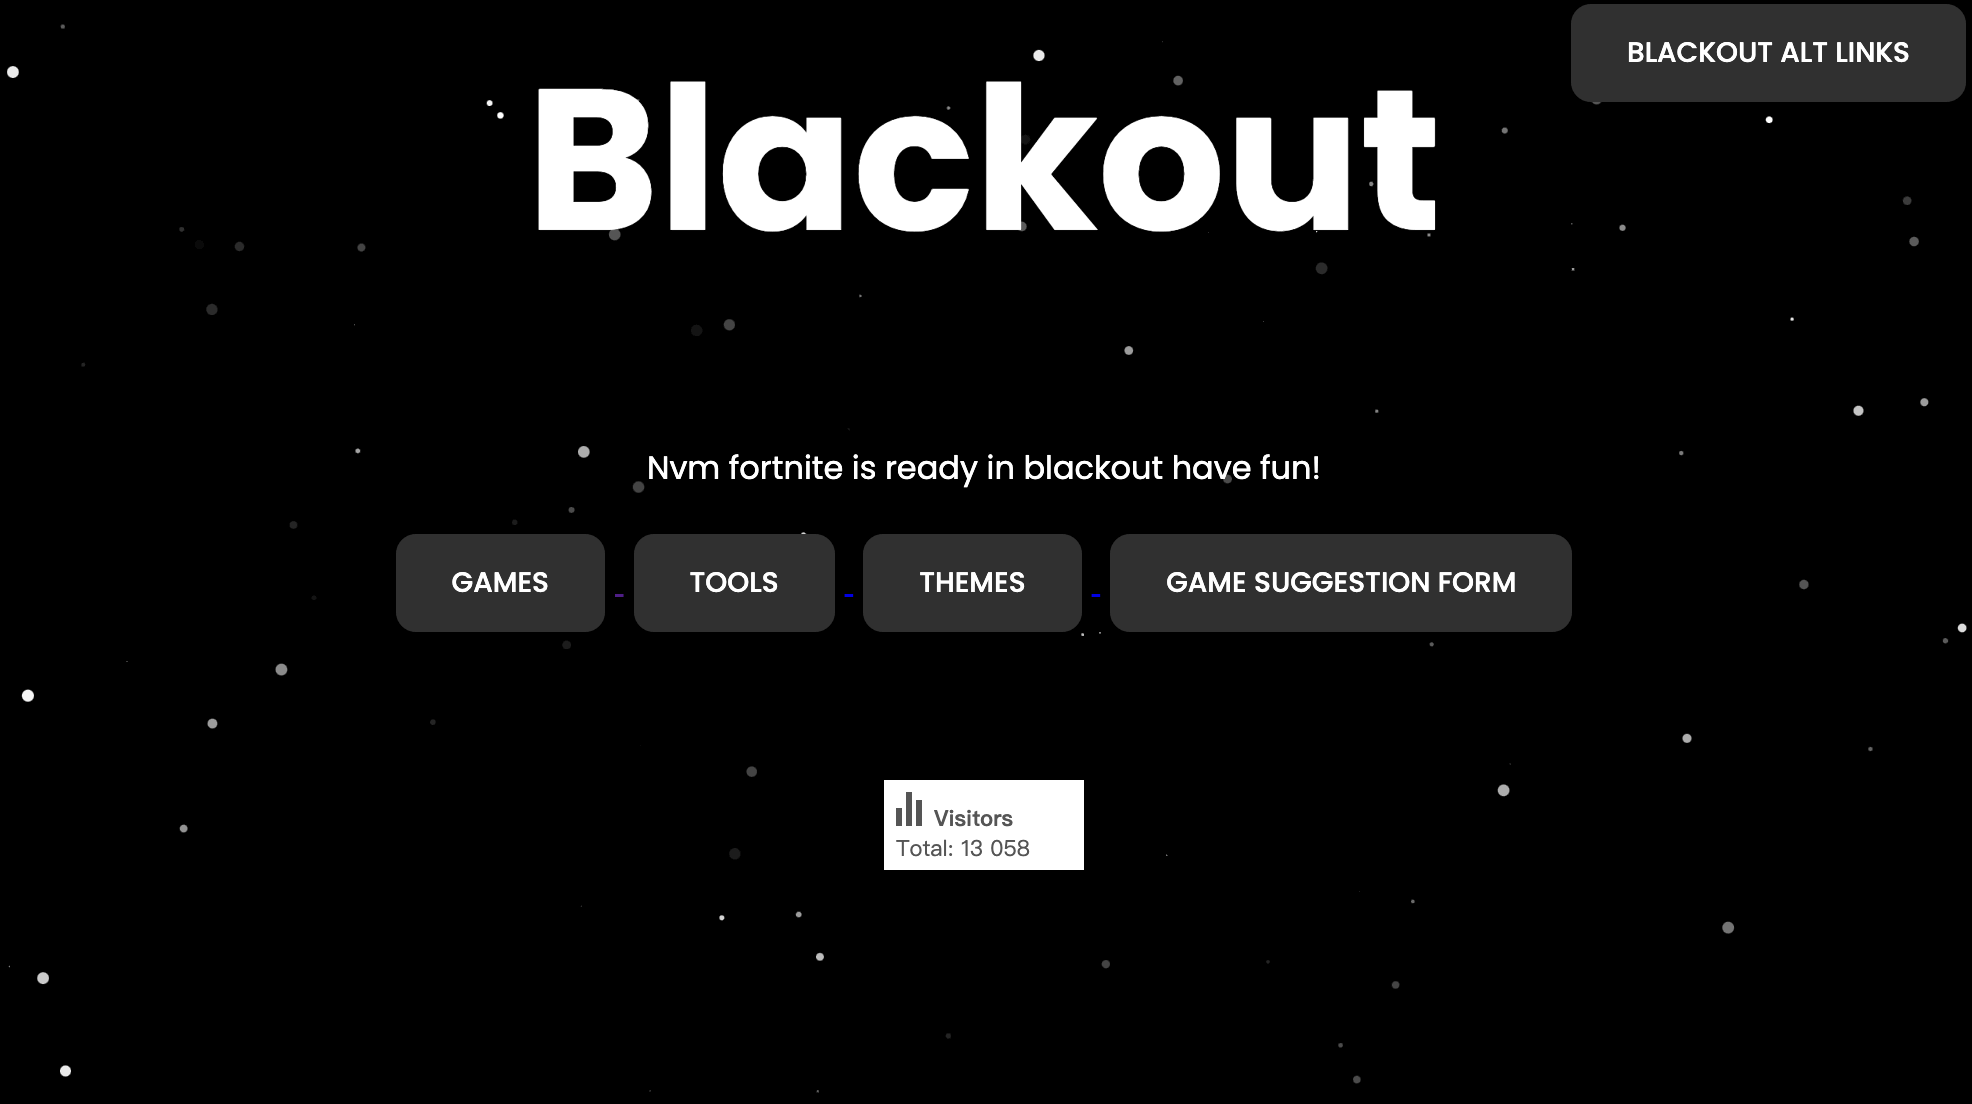 BLACKOUT ALT LINKS
Blackout
Nvm fortnite is ready in blackout have fun!
GAMES - TOOLS - THEMES - GAME SUGGESTION FORM
Visitors
Total: 13 058